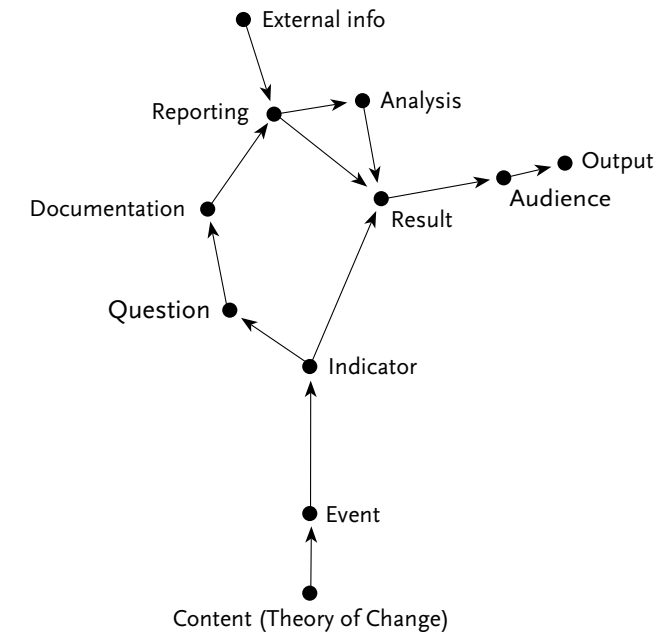 External info
Analysis
Reporting
Output
Audience
Documentation
Result
Question
Indicator
Event
Content (Theory of Change)